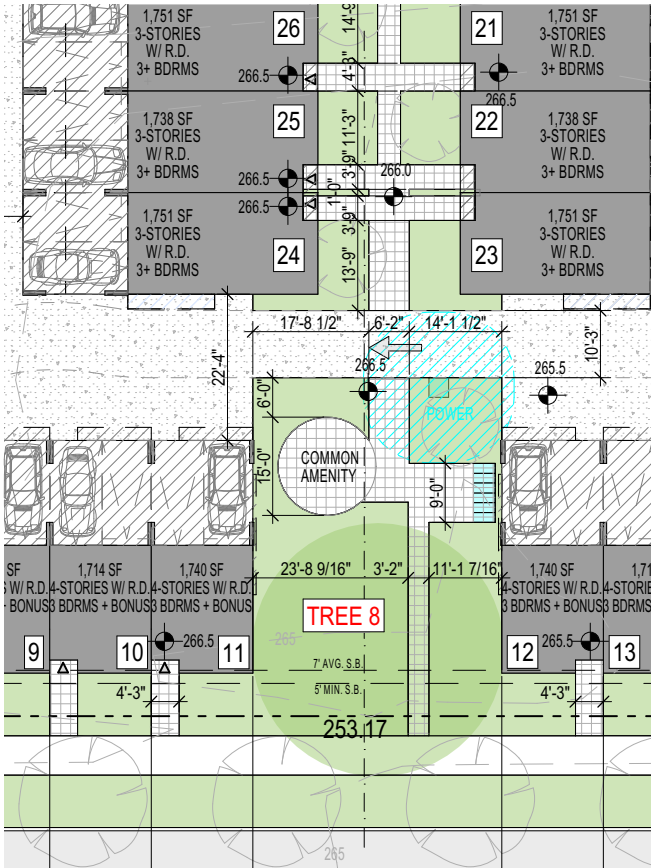 1,751 SF
3-STORIES
W/ R.D.
3+ BDRMS
26
14'-9
21
1,751 SF
3-STORIES
W/ R.D.
3+ BDRMS
266.5
4'-3"
266.5
1,738 SF
3-STORIES
W/ R.D.
3+ BDRMS
25
11'-3"
22
1,738 SF
3-STORIES
W/ R.D.
3+ BDRMS
266.5
3'-9"
266.0
266.5
1'-0"
1,751 SF
3-STORIES
W/ R.D.
3+ BDRMS
24
3'-9"
13'-9"
23
1,751 SF
3-STORIES
W/ R.D.
3+ BDRMS
17'-8 1/2"
6'-2"
14'-1 1/2"
10'-3"
22'-4"
266.5
265.5
6'-0"
POWER
15'-0"
COMMON
AMENITY
9'-0"
SF
W/ R.D.
+ BONUS
9
1,714 SF
4-STORIES W/ R.D.
3 BDRMS + BONUS
10
266.5
1,740 SF
4-STORIES W/ R.D.
3 BDRMS + BONUS
11
23'-8 9/16"
3'-2"
11'-1 7/16"
TREE 8
265
7' AVG. S.B.
5' MIN. S.B.
253.17
1,740 SF
4-STORIES W/ R.D.
3 BDRMS + BONUS
12
265.5
1,71
4-STORIES
3 BDRMS
13
4'-3"
4'-3"
265